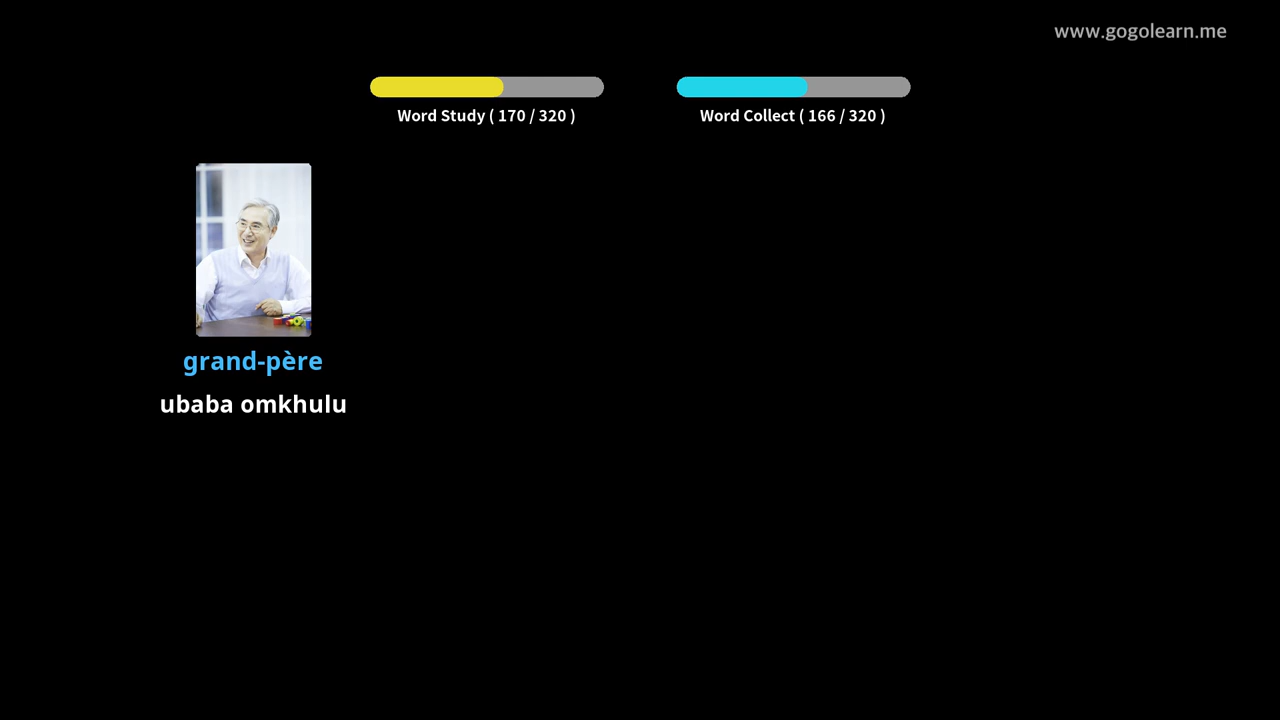 www.gogolearn.me
Word Study ( 170 / 320 )
Word Collect ( 166 / 320 )
grand-père
ubaba omkhulu